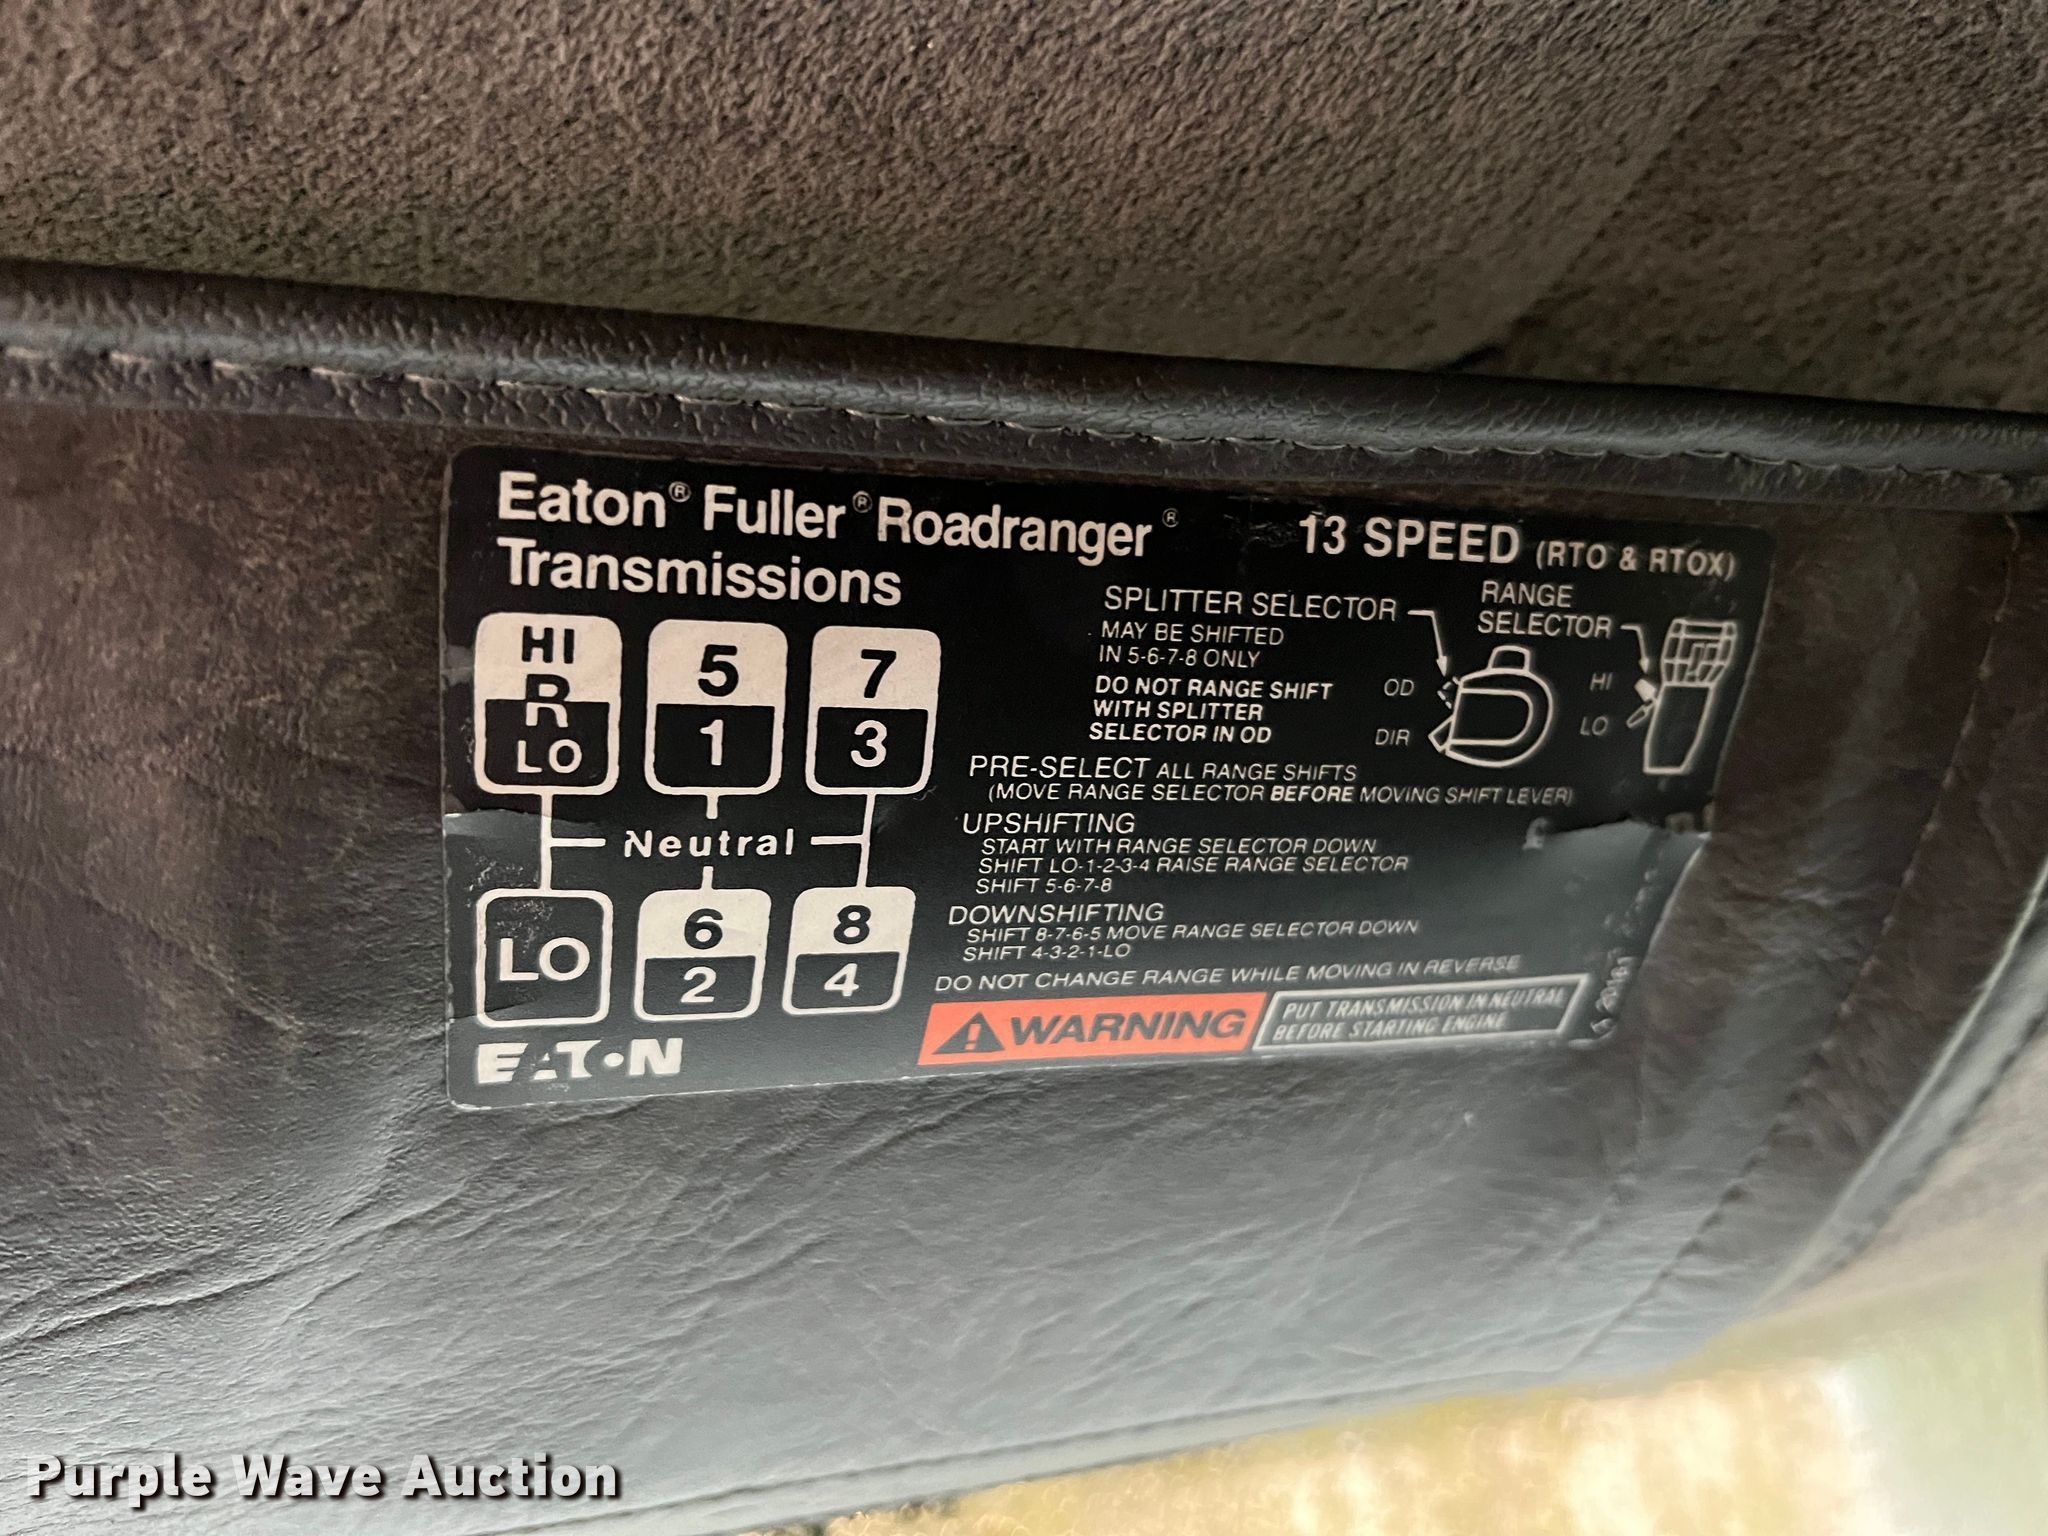 Eaton® Fuller® Roadranger®
Transmissions
13 SPEED (RTO & RTOX)
HI
R
LO
5
1
7
3
Neutral
LO
6
2
8
4
EATON
SPLITTER SELECTOR
MAY BE SHIFTED
IN 5-6-7-8 ONLY
DO NOT RANGE SHIFT
WITH SPLITTER
SELECTOR IN OD
OD
DIR
RANGE
SELECTOR
HI
LO
PRE-SELECT ALL RANGE SHIFTS
(MOVE RANGE SELECTOR BEFORE MOVING SHIFT LEVER)
UPSHIFTING
START WITH RANGE SELECTOR DOWN
SHIFT LO-1-2-3-4 RAISE RANGE SELECTOR
SHIFT 5-6-7-8
DOWNSHIFTING
SHIFT 8-7-6-5 MOVE RANGE SELECTOR DOWN
SHIFT 4-3-2-1-LO
DO NOT CHANGE RANGE WHILE MOVING IN REVERSE
WARNING
PUT TRANSMISSION IN NEUTRAL
BEFORE STARTING ENGINE
Purple Wave Auction